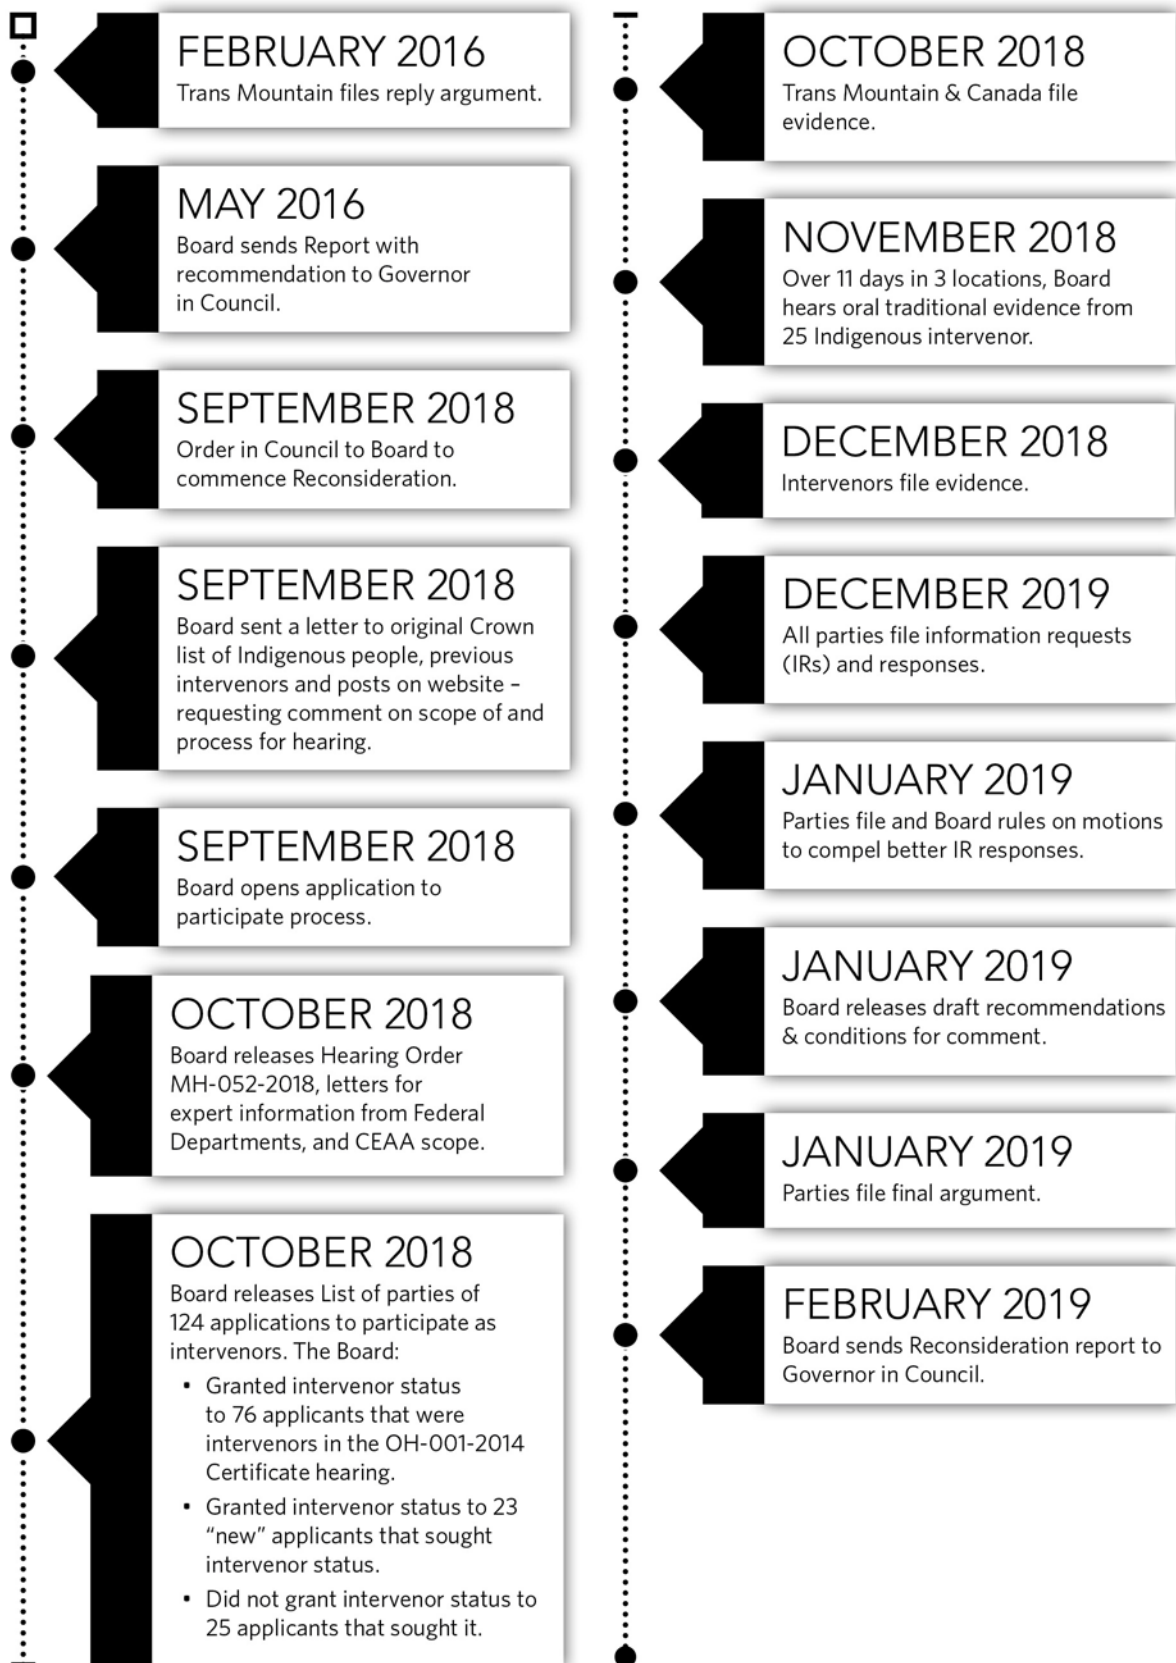 FEBRUARY 2016
Trans Mountain files reply argument.
MAY 2016
Board sends Report with
recommendation to Governor
in Council.
SEPTEMBER 2018
Order in Council to Board to
commence Reconsideration.
SEPTEMBER 2018
Board sent a letter to original Crown
list of Indigenous people, previous
intervenors and posts on website –
requesting comment on scope of and
process for hearing.
SEPTEMBER 2018
Board opens application to
participate process.
OCTOBER 2018
Board releases Hearing Order
MH-052-2018, letters for
expert information from Federal
Departments, and CEAA scope.
OCTOBER 2018
Board releases List of parties of
124 applications to participate as
intervenors. The Board:
• Granted intervenor status
to 76 applicants that were
intervenors in the OH-001-2014
Certificate hearing.
• Granted intervenor status to 23
“new” applicants that sought
intervenor status.
• Did not grant intervenor status to
25 applicants that sought it.
OCTOBER 2018
Trans Mountain & Canada file
evidence.
NOVEMBER 2018
Over 11 days in 3 locations, Board
hears oral traditional evidence from
25 Indigenous intervenor.
DECEMBER 2018
Intervenors file evidence.
DECEMBER 2019
All parties file information requests
(IRs) and responses.
JANUARY 2019
Parties file and Board rules on motions
to compel better IR responses.
JANUARY 2019
Board releases draft recommendations
& conditions for comment.
JANUARY 2019
Parties file final argument.
FEBRUARY 2019
Board sends Reconsideration report to
Governor in Council.